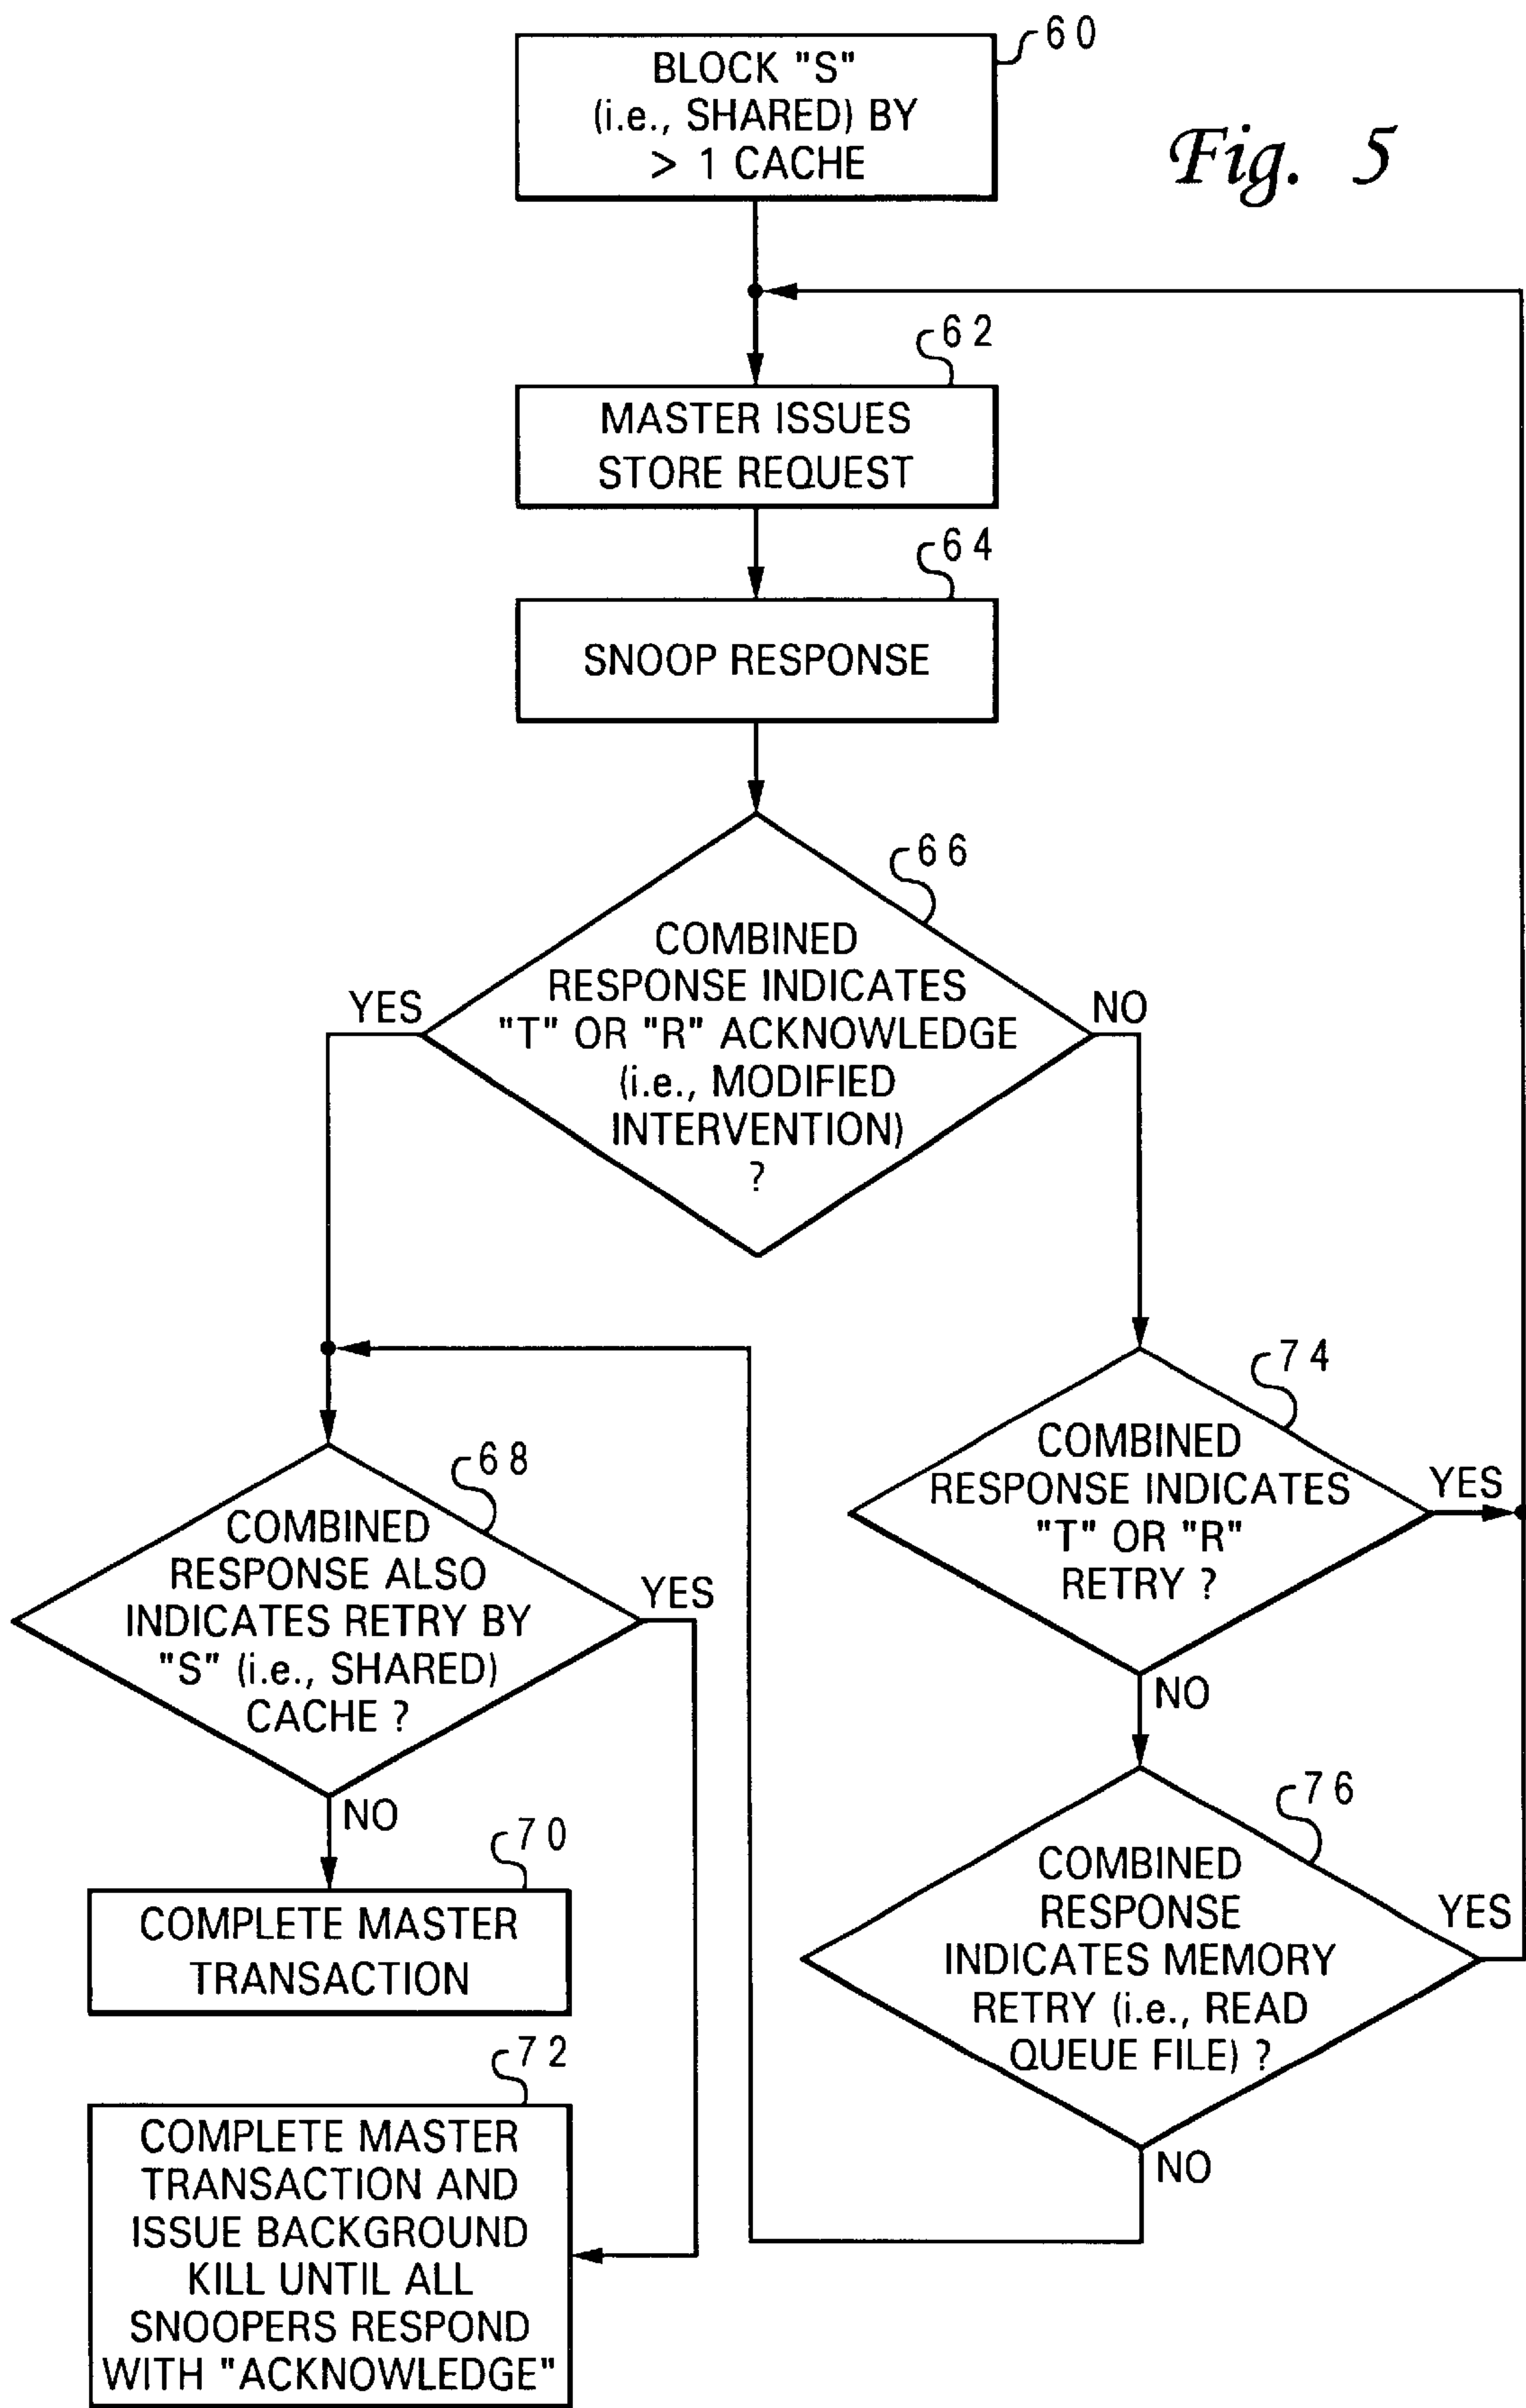 60
BLOCK "S"
(i.e., SHARED) BY
> 1 CACHE
Fig. 5
62
MASTER ISSUES
STORE REQUEST
64
SNOOP RESPONSE
66
COMBINED
RESPONSE INDICATES
"T" OR "R" ACKNOWLEDGE
(i.e., MODIFIED
INTERVENTION)
?
YES
NO
68
COMBINED
RESPONSE ALSO
INDICATES RETRY BY
"S" (i.e., SHARED)
CACHE ?
YES
NO
70
COMPLETE MASTER
TRANSACTION
72
COMPLETE MASTER
TRANSACTION AND
ISSUE BACKGROUND
KILL UNTIL ALL
SNOOPERS RESPOND
WITH "ACKNOWLEDGE"
74
COMBINED
RESPONSE INDICATES
"T" OR "R"
RETRY ?
YES
NO
76
COMBINED
RESPONSE
INDICATES MEMORY
RETRY (i.e., READ
QUEUE FILE) ?
YES
NO